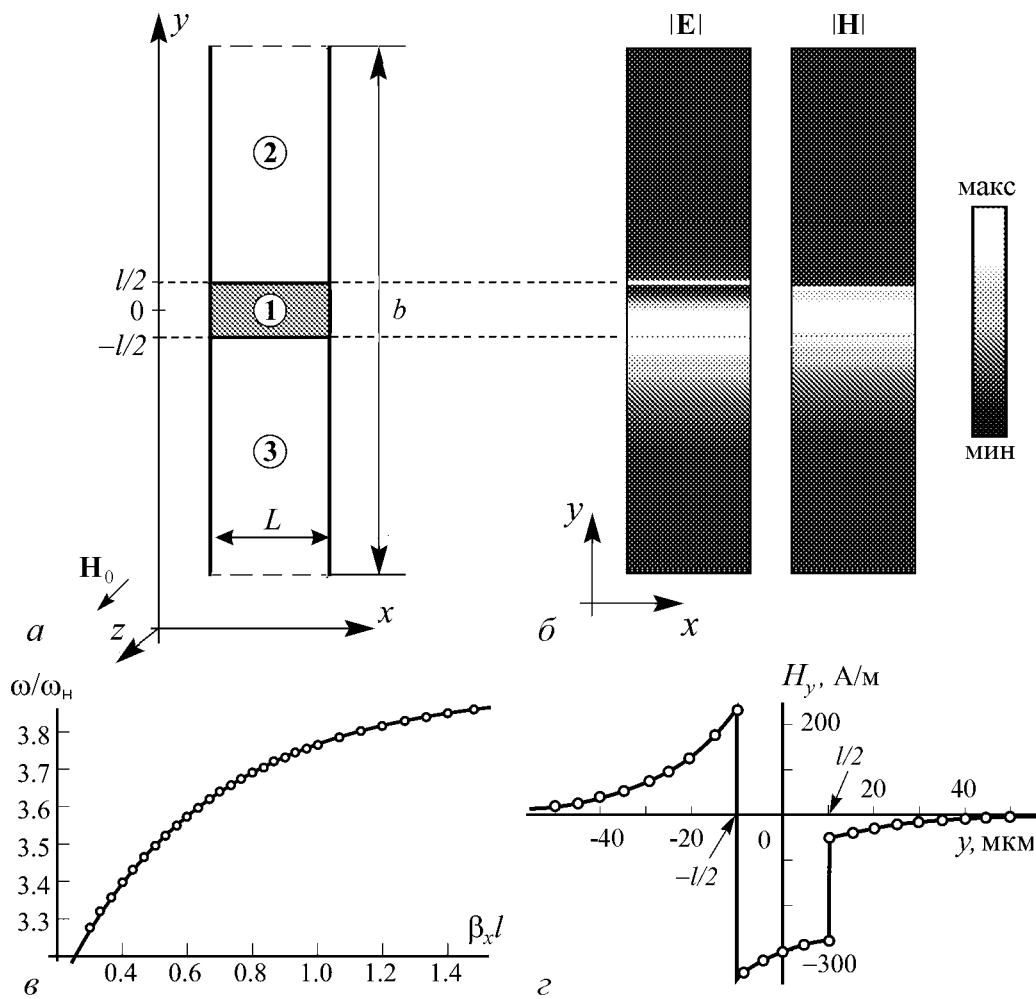 y
|E|
|H|
2
макс
l/2
0
1
b
−l/2
3
мин
L
y
H₀
x
а
z
б
x
ω/ωн
3.8
3.7
3.6
3.5
3.4
3.3
βₓl
0.4 0.6 0.8 1.0 1.2 1.4
в
H_y, А/м
200
l/2
20 40
-40 -20 0
y, мкм
−l/2
−300
г